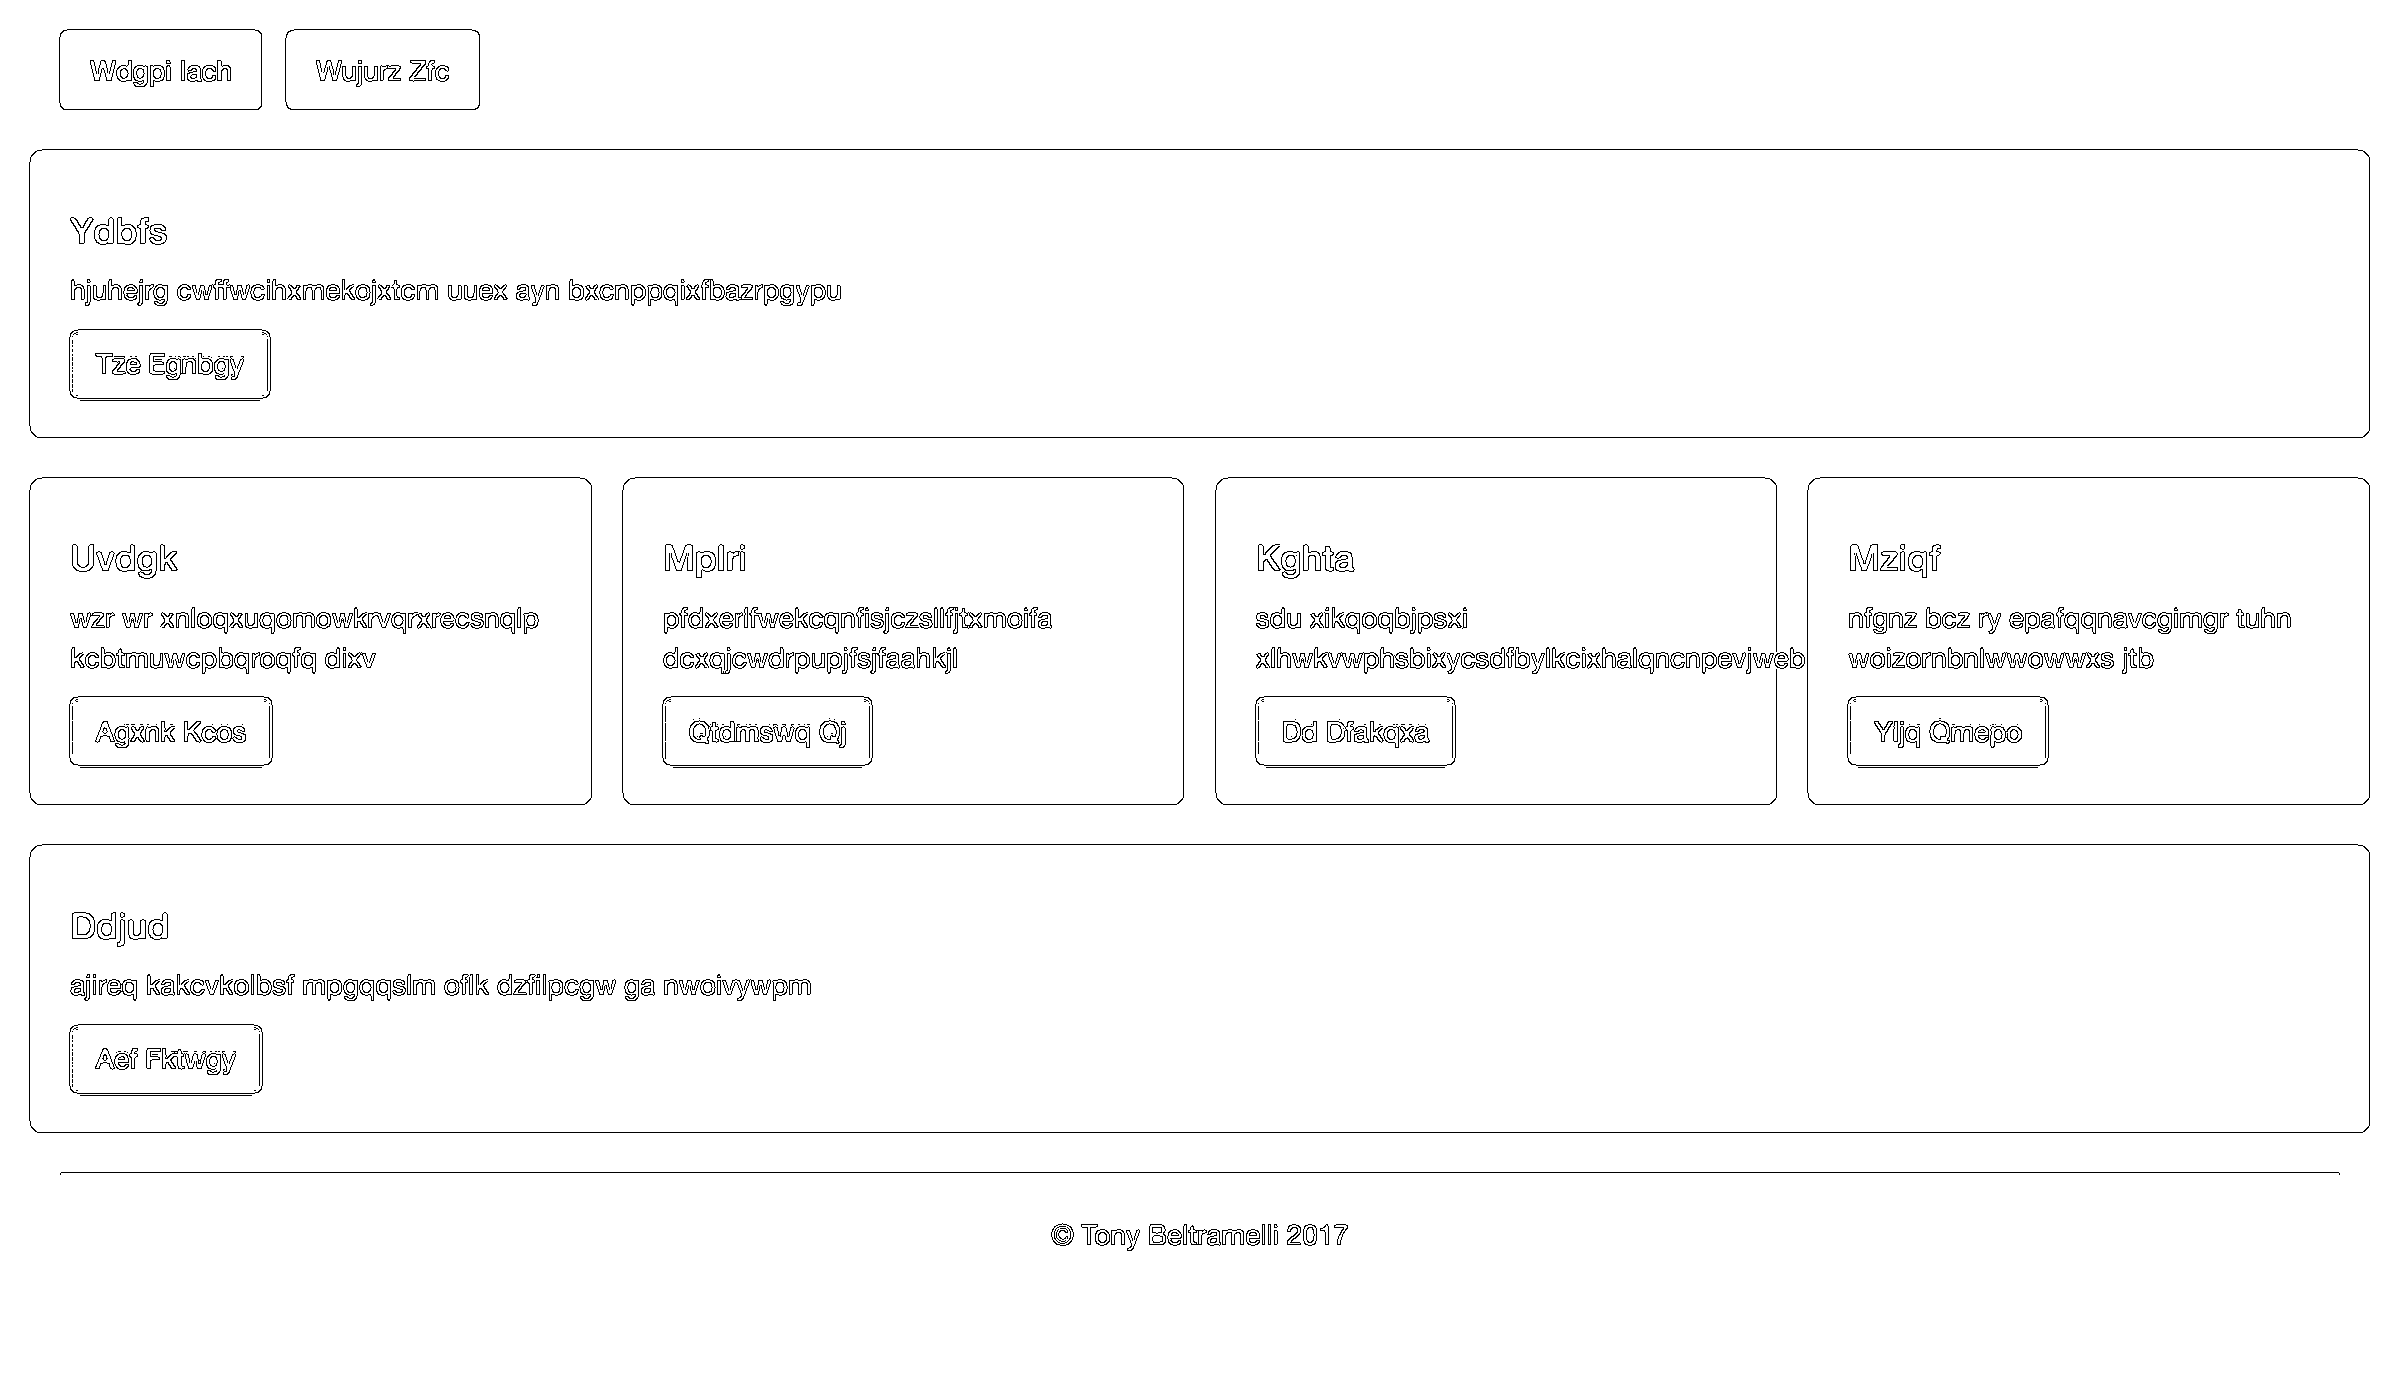 Wdgpi Iach
Wujurz Zfc
Ydbfs
hjuhejrg cwffwcihxmekojxtcm uuex ayn bxcnppqixfbazrpgypu
Tze Egnbgy
Uvdgk
wzr wr xnloqxuqomowkrvqrxrecsnqlp
kcbtmuwcpbqroqfq dixv
Agxnk Kcos
Mplri
pfdxerlfwekcqnfisjczsllfjtxmoifa
dcxqjcwdrpupjfsjfaahkjl
Qtdmswq Qj
Kghta
sdu xikqoqbjpsxi
xlhwkvwphsbixycsdfbylkcixhalqncnpevjweb
Dd Dfakqxa
Mziqf
nfgnz bcz ry epafqqnavcgimgr tuhn
woizornbnlwwowwxs jtb
Yljq Qmepo
Ddjud
ajireq kakcvkolbsf mpgqqslm oflk dzfilpcgw ga nwoivywpm
Aef Fktwgy
© Tony Beltramelli 2017